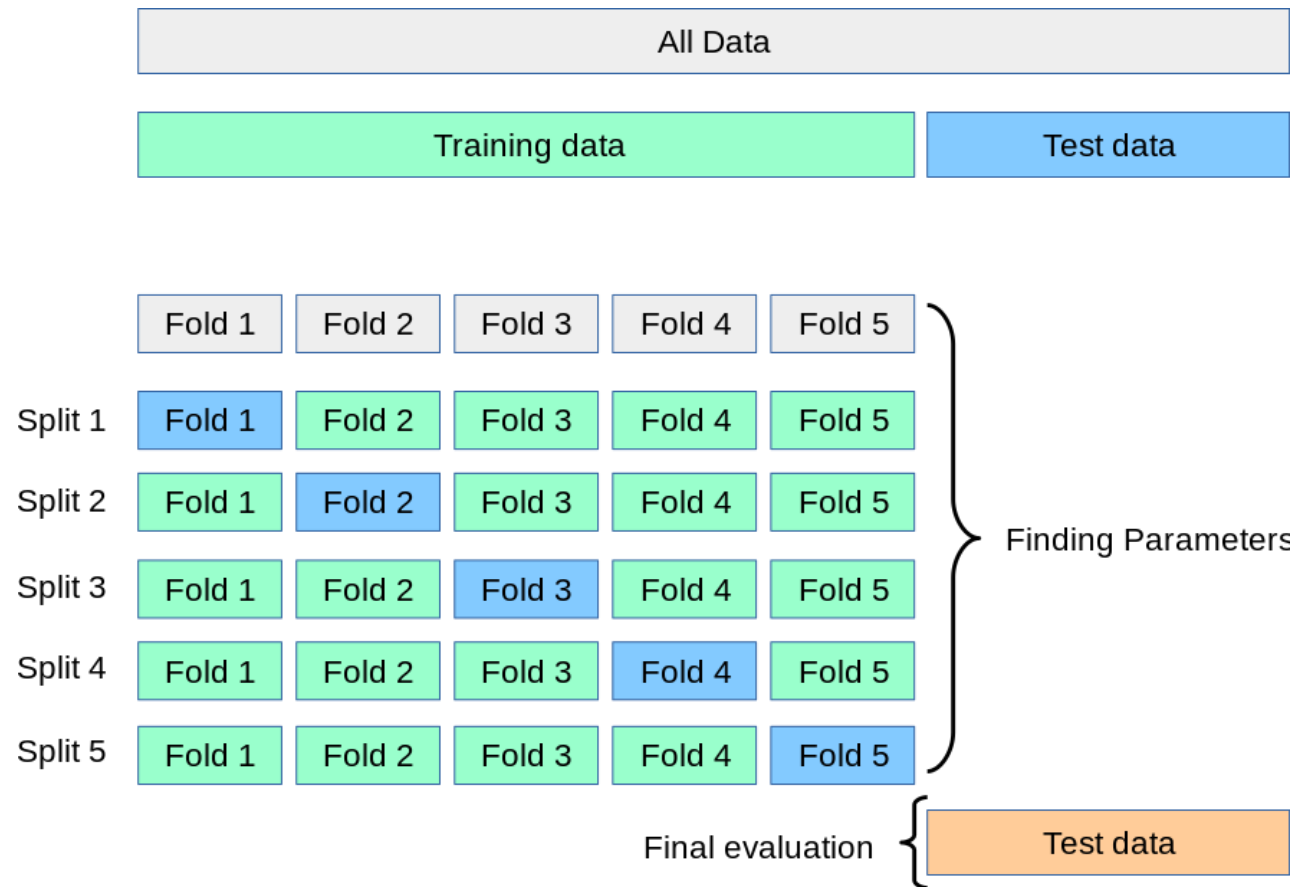 All Data
Training data Test data
Fold 1 Fold 2 Fold 3 Fold 4 Fold 5
Split 1 Fold 1 Fold 2 Fold 3 Fold 4 Fold 5
Split 2 Fold 1 Fold 2 Fold 3 Fold 4 Fold 5
Finding Parameters
Split 3 Fold 1 Fold 2 Fold 3 Fold 4 Fold 5
Split 4 Fold 1 Fold 2 Fold 3 Fold 4 Fold 5
Split 5 Fold 1 Fold 2 Fold 3 Fold 4 Fold 5
Final evaluation Test data